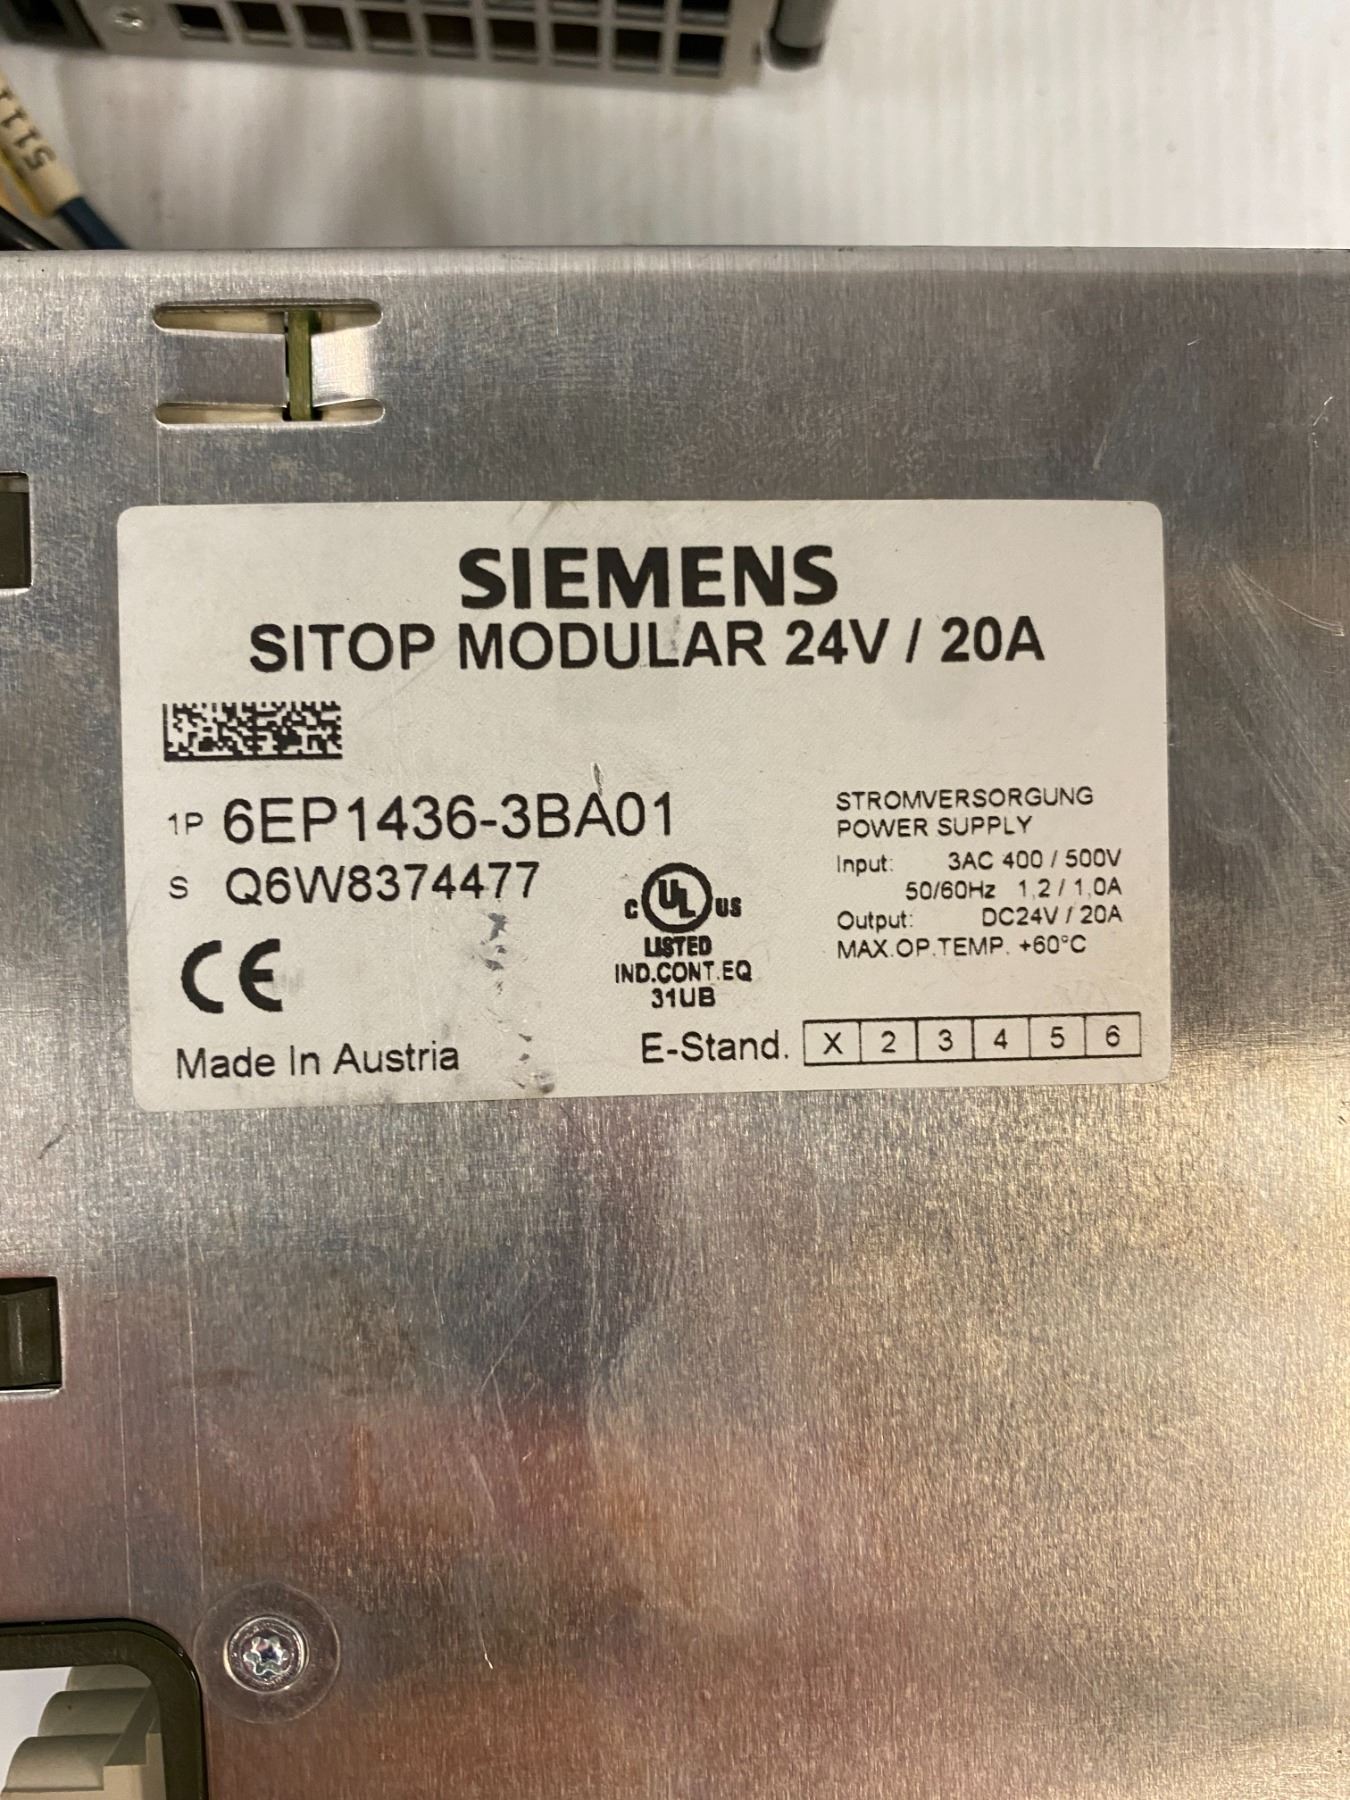 5111
SIEMENS
SITOP MODULAR 24V / 20A
1P 6EP1436-3BA01
S Q6W8374477
CE
Made In Austria
C UL US
LISTED
IND.CONT.EQ
31UB
STROMVERSORGUNG
POWER SUPPLY
Input: 3AC 400 / 500V
50/60Hz 1,2 / 1,0A
Output: DC24V / 20A
MAX.OP.TEMP. +60°C
E-Stand. X 2 3 4 5 6